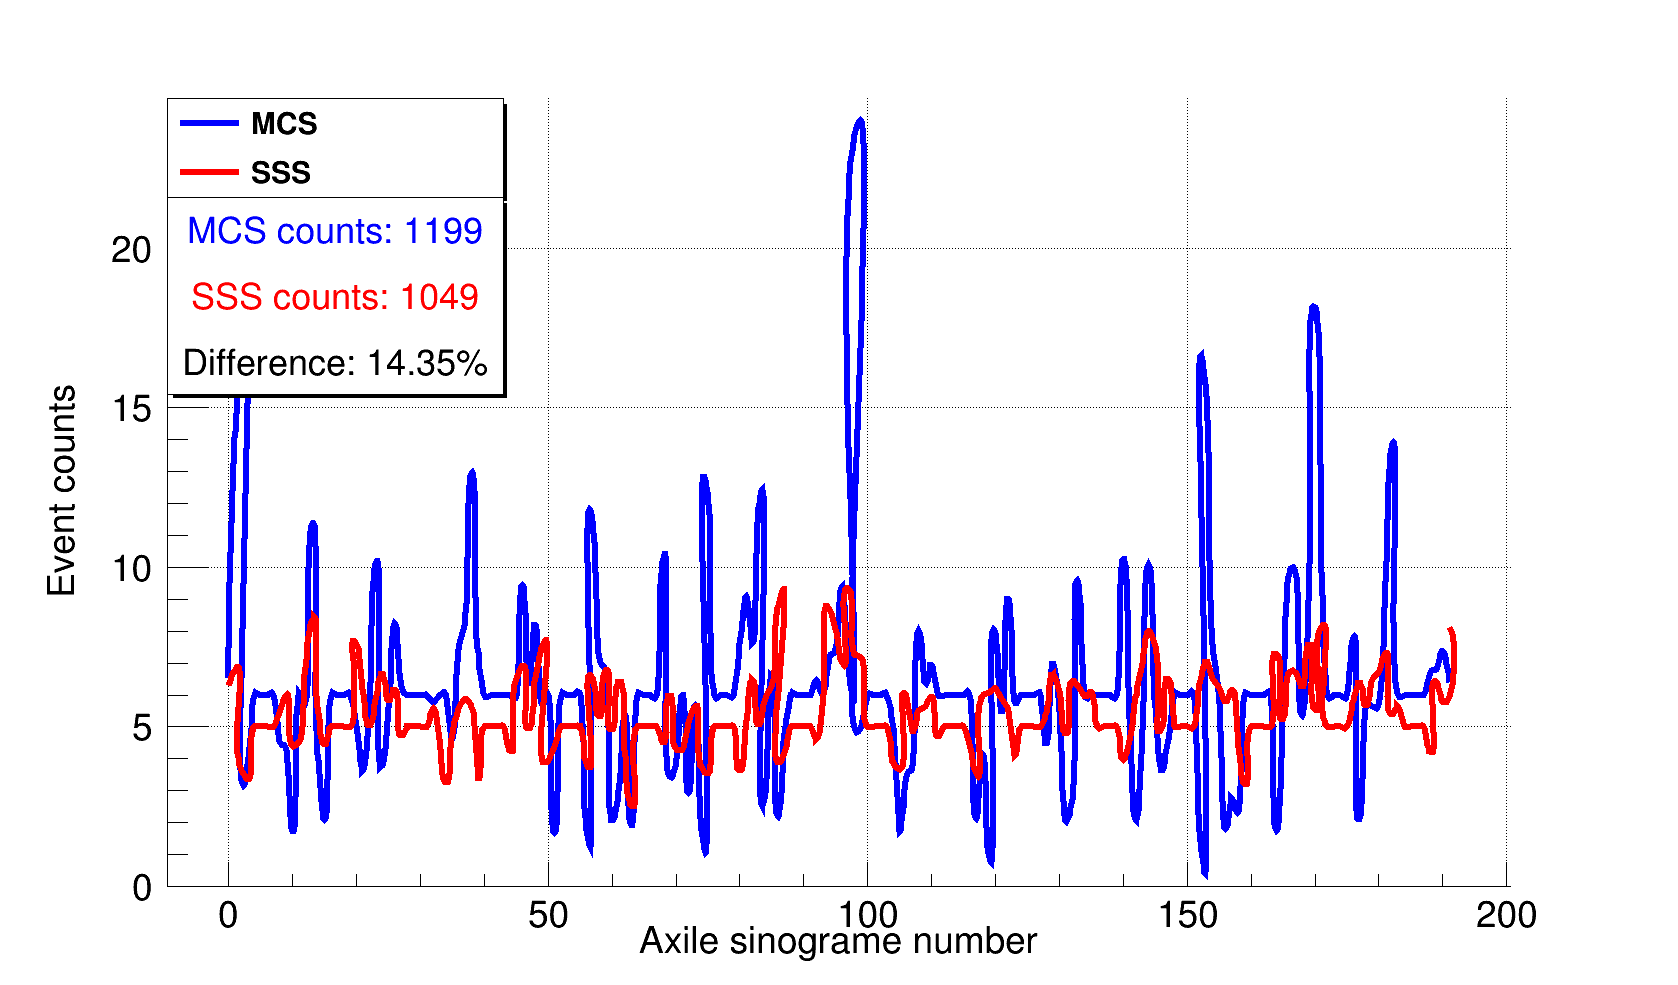 MCS
SSS
MCS counts: 1199
SSS counts: 1049
Difference: 14.35%
Event counts
20
15
10
5
0
0 50 100 150 200
Axile sinograme number